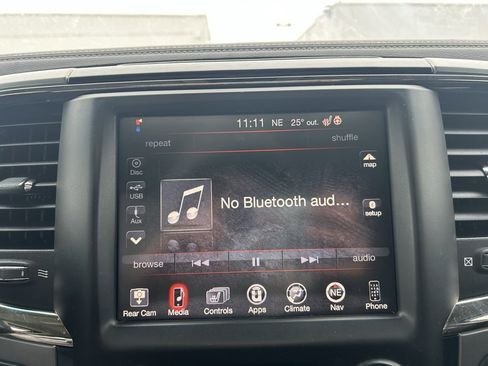 11:11 NE 25° out.
repeat shuffle
Disc
map
USB
No Bluetooth aud...
Aux
setup
browse audio
NE
Rear Cam Media Controls Apps Climate Nav Phone